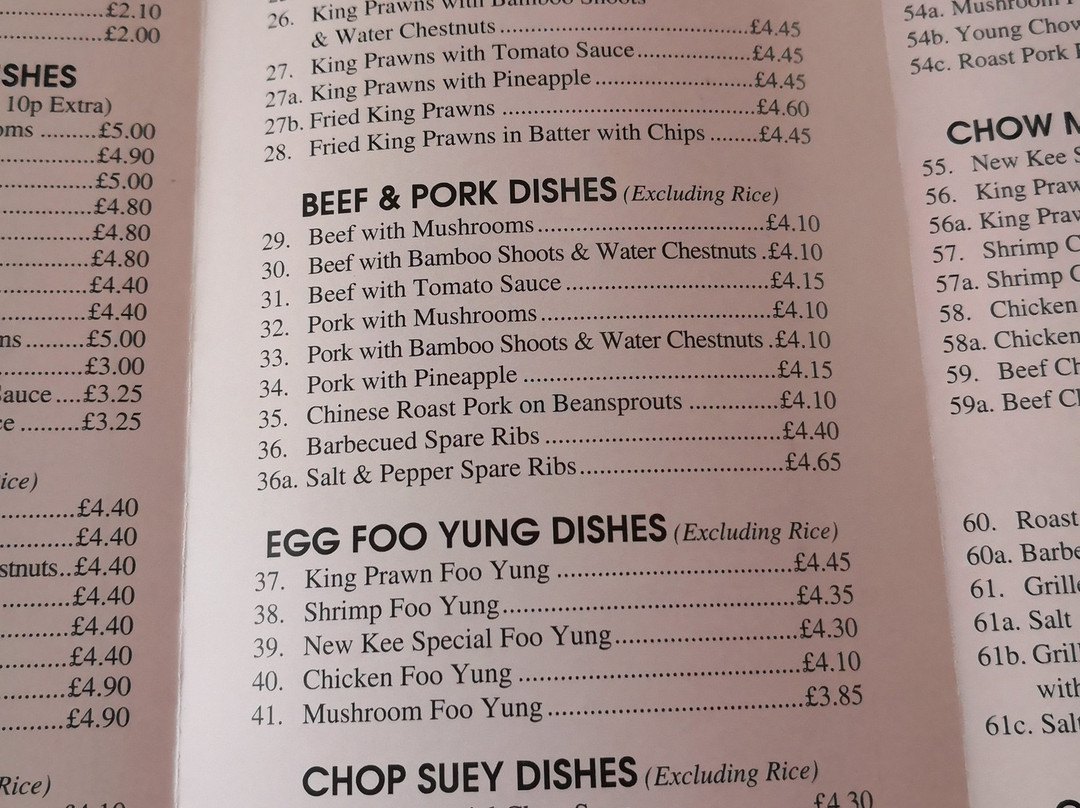 £2.10
£2.00
SHES
10p Extra)
oms .........£5.00
£4.90
£5.00
£4.80
£4.80
£4.80
£4.40
£4.40
ms .........£5.00
£3.00
Sauce....£3.25
ce .........£3.25
ice)
£4.40
£4.40
stnuts..£4.40
£4.40
£4.40
£4.40
£4.90
£4.90
Rice)
£4.10
26. King Prawns with Bamboo Shoots
& Water Chestnuts ...........£4.45
27. King Prawns with Tomato Sauce...........£4.45
27a. King Prawns with Pineapple ...........£4.45
27b. Fried King Prawns ...........£4.60
28. Fried King Prawns in Batter with Chips ........£4.45
BEEF & PORK DISHES (Excluding Rice)
29. Beef with Mushrooms...........£4.10
30. Beef with Bamboo Shoots & Water Chestnuts .£4.10
31. Beef with Tomato Sauce ...........£4.15
32. Pork with Mushrooms...........£4.10
33. Pork with Bamboo Shoots & Water Chestnuts .£4.10
34. Pork with Pineapple ...........£4.15
35. Chinese Roast Pork on Beansprouts .............£4.10
36. Barbecued Spare Ribs ...........£4.40
36a. Salt & Pepper Spare Ribs...........£4.65
EGG FOO YUNG DISHES (Excluding Rice)
37. King Prawn Foo Yung ...........£4.45
38. Shrimp Foo Yung...........£4.35
39. New Kee Special Foo Yung...........£4.30
40. Chicken Foo Yung ...........£4.10
41. Mushroom Foo Yung...........£3.85
CHOP SUEY DISHES (Excluding Rice)
£4.30
54a. Mushroom
54b. Young Chow
54c. Roast Pork
CHOW M
55. New Kee S
56. King Praw
56a. King Praw
57. Shrimp C
57a. Shrimp C
58. Chicken
58a. Chicken
59. Beef Ch
59a. Beef Ch
60. Roast
60a. Barbe
61. Grille
61a. Salt
61b. Grill
with
61c. Salt